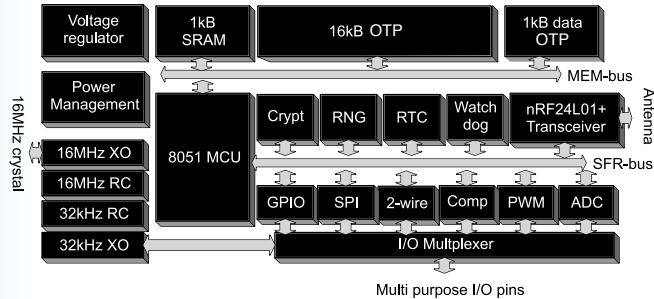 Voltage
regulator
1kB
SRAM
16kB OTP
1kB data
OTP
MEM-bus
Power
Management
16MHz crystal
16MHz XO
16MHz RC
32kHz RC
32kHz XO
8051 MCU
Crypt
RNG
RTC
Watch
dog
nRF24L01+
Transceiver
Antenna
SFR-bus
GPIO
SPI
2-wire
Comp
PWM
ADC
I/O Multplexer
Multi purpose I/O pins